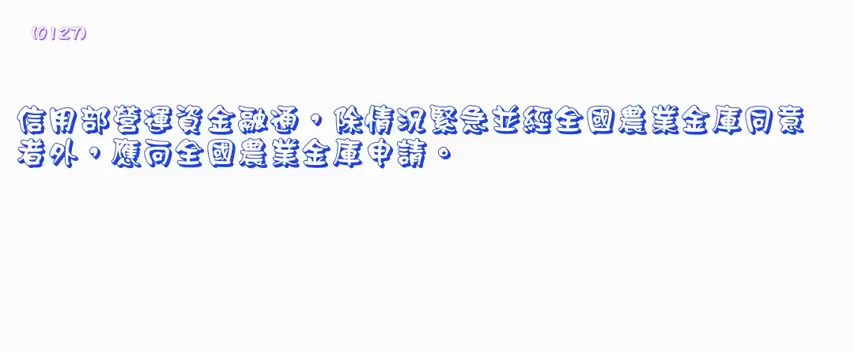 (0127)
信用部營運資金融通，除情況緊急並經全國農業金庫同意
者外，應向全國農業金庫申請。